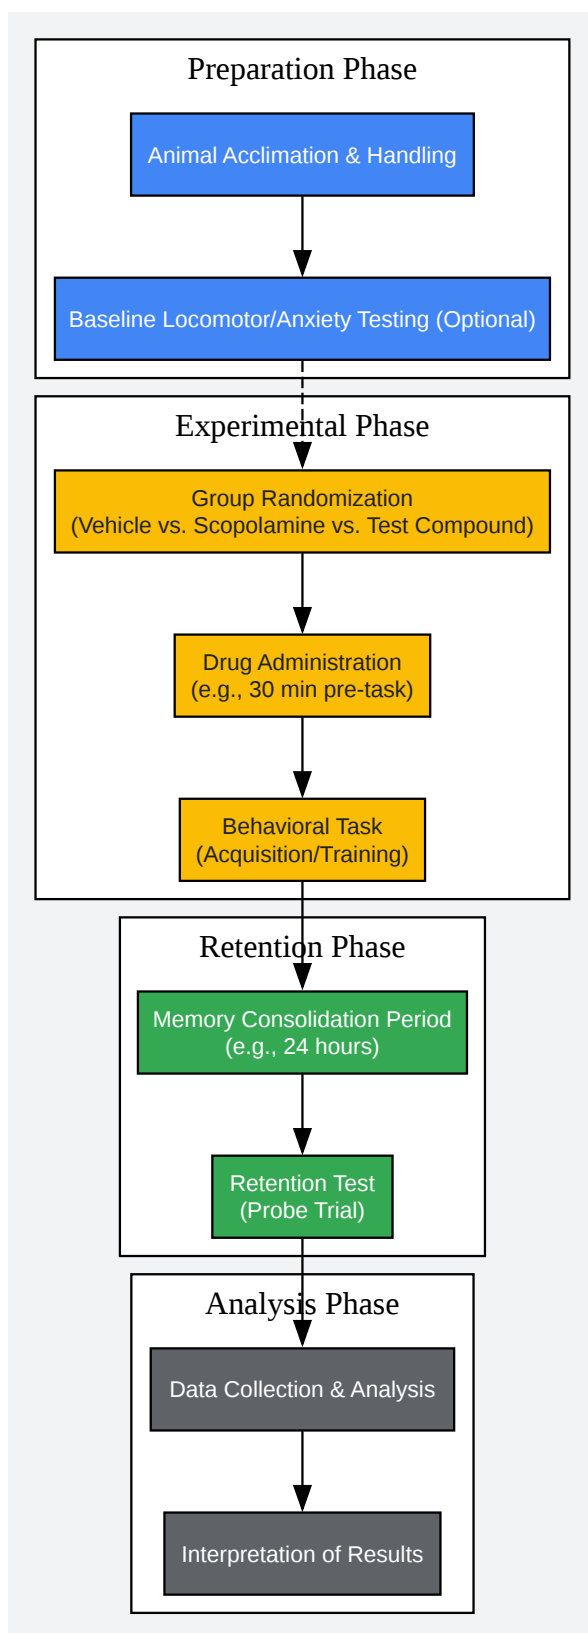 Preparation Phase
Animal Acclimation & Handling
Baseline Locomotor/Anxiety Testing (Optional)
Experimental Phase
Group Randomization
(Vehicle vs. Scopolamine vs. Test Compound)
Drug Administration
(e.g., 30 min pre-task)
Behavioral Task
(Acquisition/Training)
Retention Phase
Memory Consolidation Period
(e.g., 24 hours)
Retention Test
(Probe Trial)
Analysis Phase
Data Collection & Analysis
Interpretation of Results